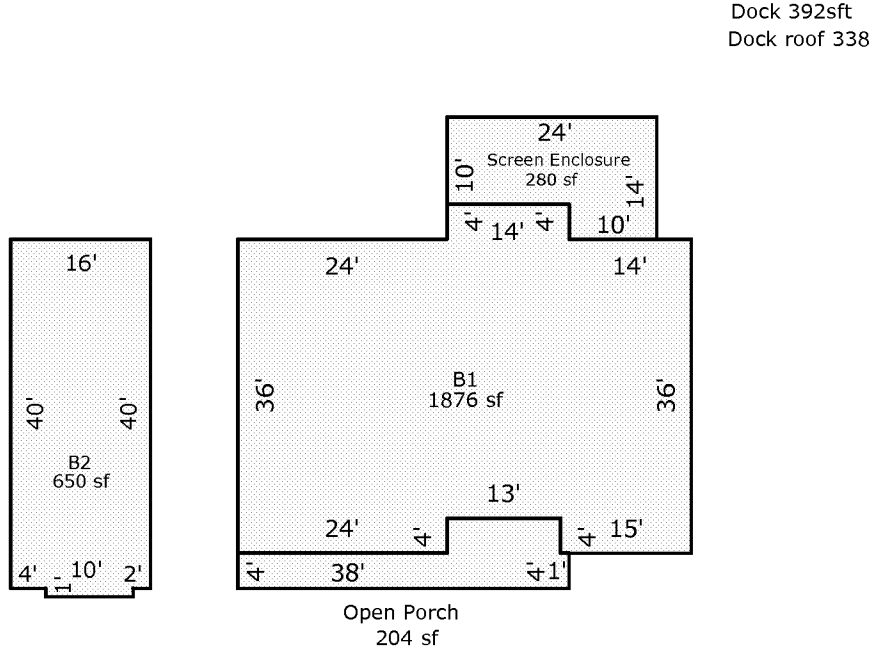 Dock 392sft
Dock roof 338
24'
Screen Enclosure
280 sf
10'
14'
4'
14'
4'
10'
16'
24'
14'
40'
40'
36'
B1
1876 sf
36'
B2
650 sf
13'
24'
4'
4'
15'
4'
1'
10'
2'
4'
38'
4'
1'
Open Porch
204 sf